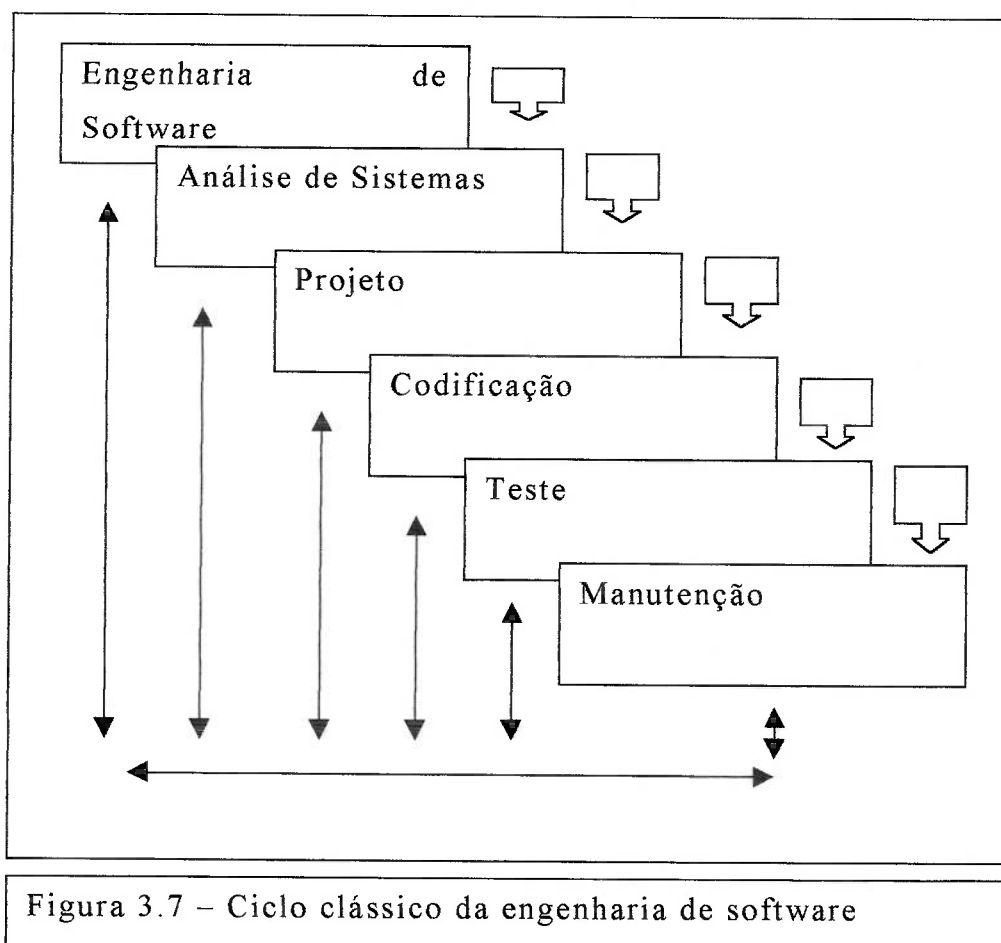 Engenharia de
Software
Análise de Sistemas
Projeto
Codificação
Teste
Manutenção
Figura 3.7 – Ciclo clássico da engenharia de software